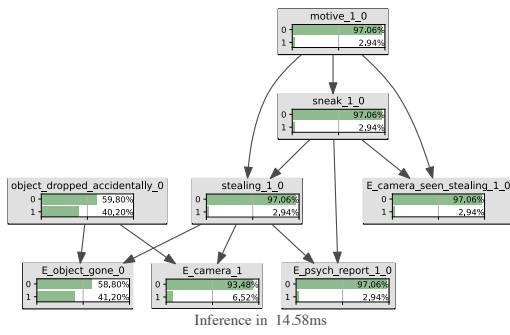 motive_1_0
0 97.06%
1 2.94%
sneak_1_0
0 97.06%
1 2.94%
object_dropped_accidentally_0
0 59,80%
1 40,20%
stealing_1_0
0 97.06%
1 2.94%
E_camera_seen_stealing_1_0
0 97.06%
1 2.94%
E_object_gone_0
0 58,80%
1 41,20%
E_camera_1
0 93.48%
1 6.52%
E_psych_report_1_0
0 97.06%
1 2.94%
Inference in 14.58ms